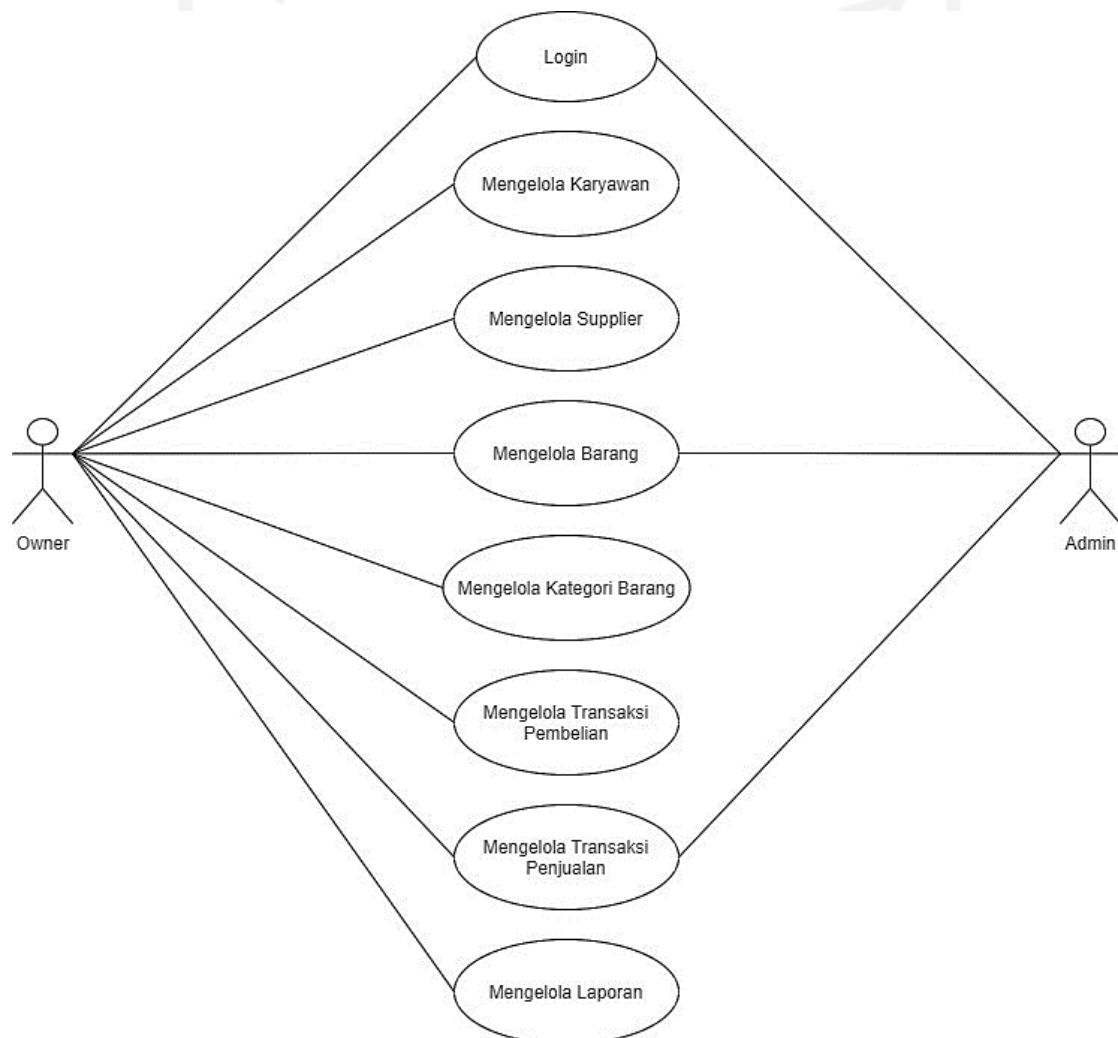 Login
Mengelola Karyawan
Mengelola Supplier
Mengelola Barang
Owner
Admin
Mengelola Kategori Barang
Mengelola Transaksi
Pembelian
Mengelola Transaksi
Penjualan
Mengelola Laporan